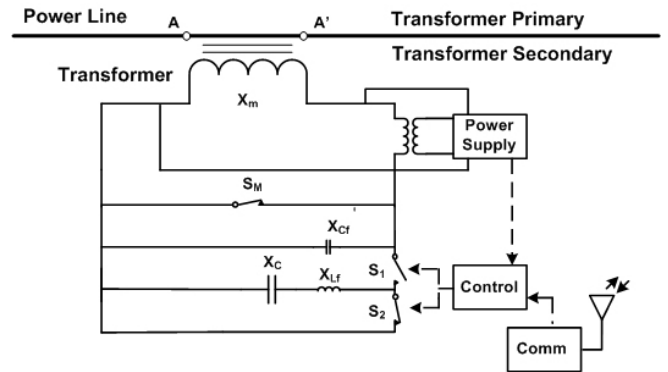 Power Line
A
A'
Transformer Primary
Transformer Secondary
Transformer
Xm
Power
Supply
SM
XCf
XC
XLf
S1
S2
Control
Comm